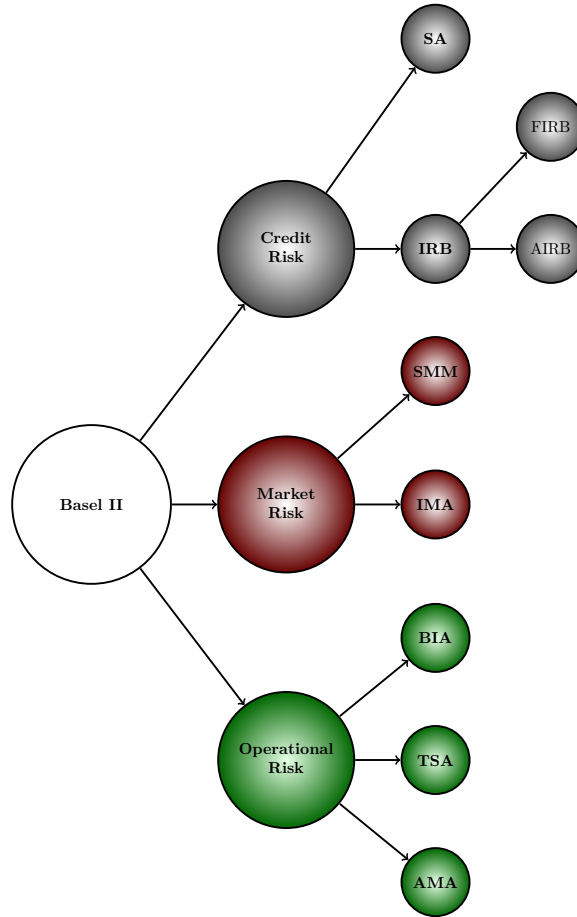 SA
FIRB
Credit
Risk
IRB
AIRB
SMM
Basel II
Market
Risk
IMA
BIA
Operational
Risk
TSA
AMA